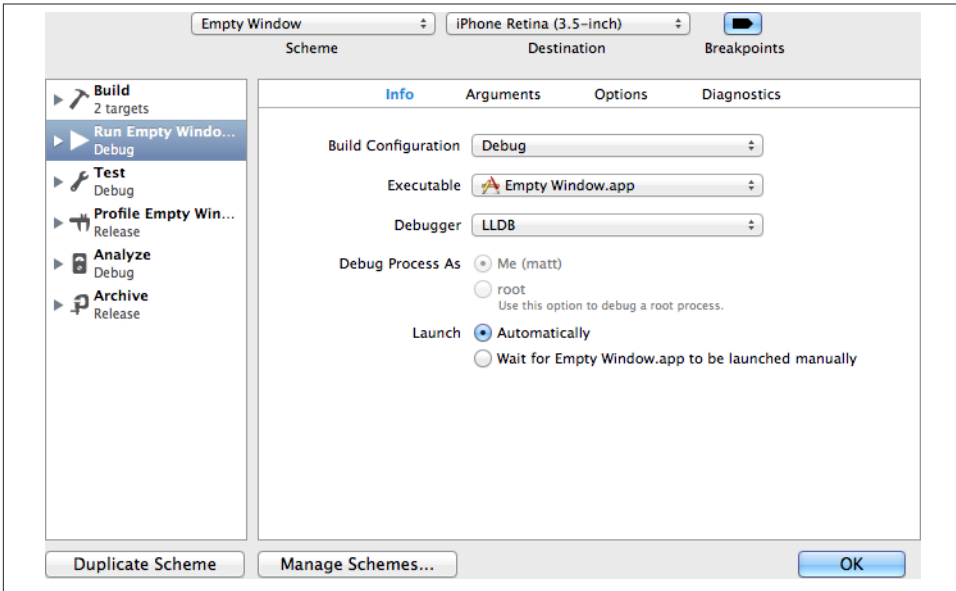 Empty Window
iPhone Retina (3.5-inch)
Scheme
Destination
Breakpoints
Build
2 targets
Run Empty Windo...
Debug
Test
Debug
Profile Empty Win...
Release
Analyze
Debug
Archive
Release
Info Arguments Options Diagnostics
Build Configuration Debug
Executable Empty Window.app
Debugger LLDB
Debug Process As Me (matt)
root
Use this option to debug a root process.
Launch Automatically
Wait for Empty Window.app to be launched manually
Duplicate Scheme
Manage Schemes...
OK